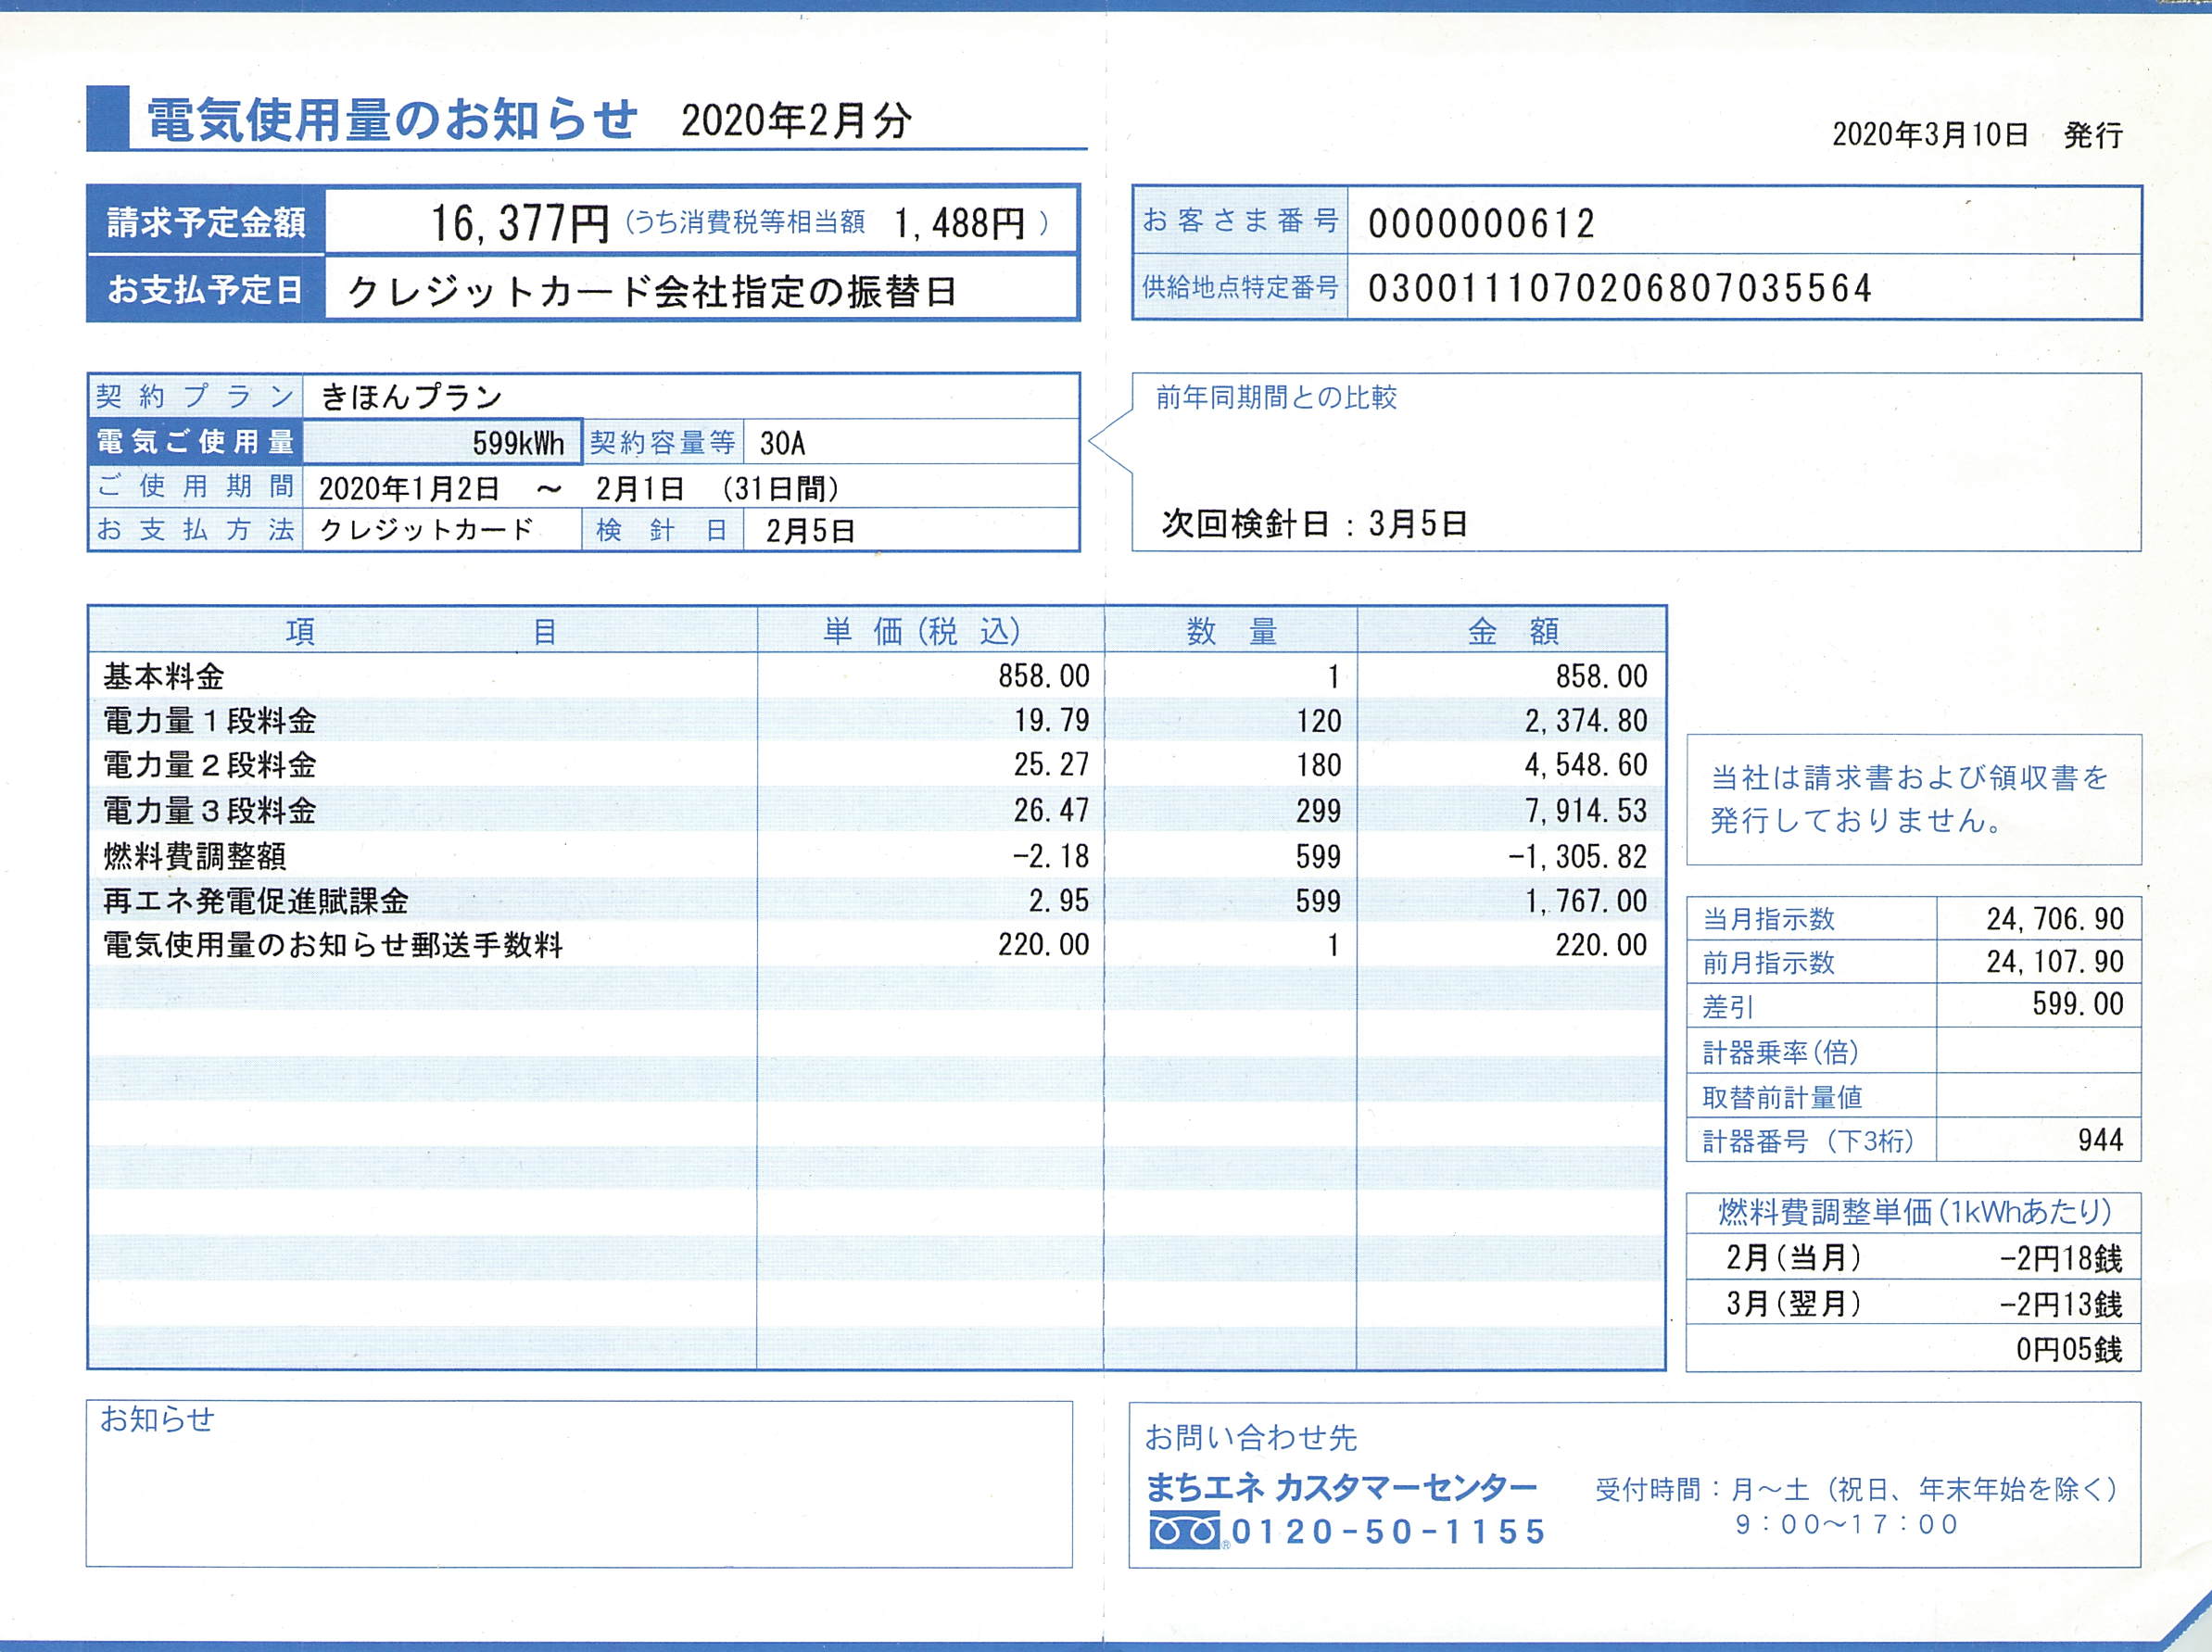 電気使用量のお知らせ 2020年2月分
2020年3月10日 発行
請求予定金額 16,377円 (うち消費税等相当額 1,488円 )
お支払予定日 クレジットカード会社指定の振替日
お客さま番号 0000000612
供給地点特定番号 0300111070206807035564
契約プラン きほんプラン
電気ご使用量 599kWh 契約容量等 30A
ご使用期間 2020年1月2日 ~ 2月1日 (31日間)
お支払方法 クレジットカード 検針日 2月5日
前年同期間との比較
次回検針日:3月5日
項目 単価(税込) 数量 金額
基本料金 858.00 1 858.00
電力量1段料金 19.79 120 2,374.80
電力量2段料金 25.27 180 4,548.60
電力量3段料金 26.47 299 7,914.53
燃料費調整額 -2.18 599 -1,305.82
再エネ発電促進賦課金 2.95 599 1,767.00
電気使用量のお知らせ郵送手数料 220.00 1 220.00
当社は請求書および領収書を
発行しておりません。
当月指示数 24,706.90
前月指示数 24,107.90
差引 599.00
計器乗率(倍)
取替前計量値
計器番号(下3桁) 944
燃料費調整単価(1kWhあたり)
2月(当月) -2円18銭
3月(翌月) -2円13銭
0円05銭
お知らせ
お問い合わせ先
まちエネ カスタマーセンター
0120-50-1155
受付時間:月~土(祝日、年末年始を除く)
9:00~17:00